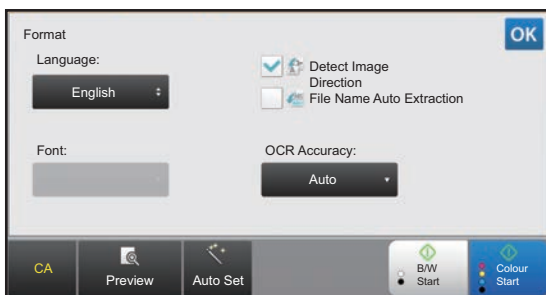 Format
OK
Language:
English
Detect Image
Direction
File Name Auto Extraction
Font:
OCR Accuracy:
Auto
CA
Preview
Auto Set
B/W
Start
Colour
Start